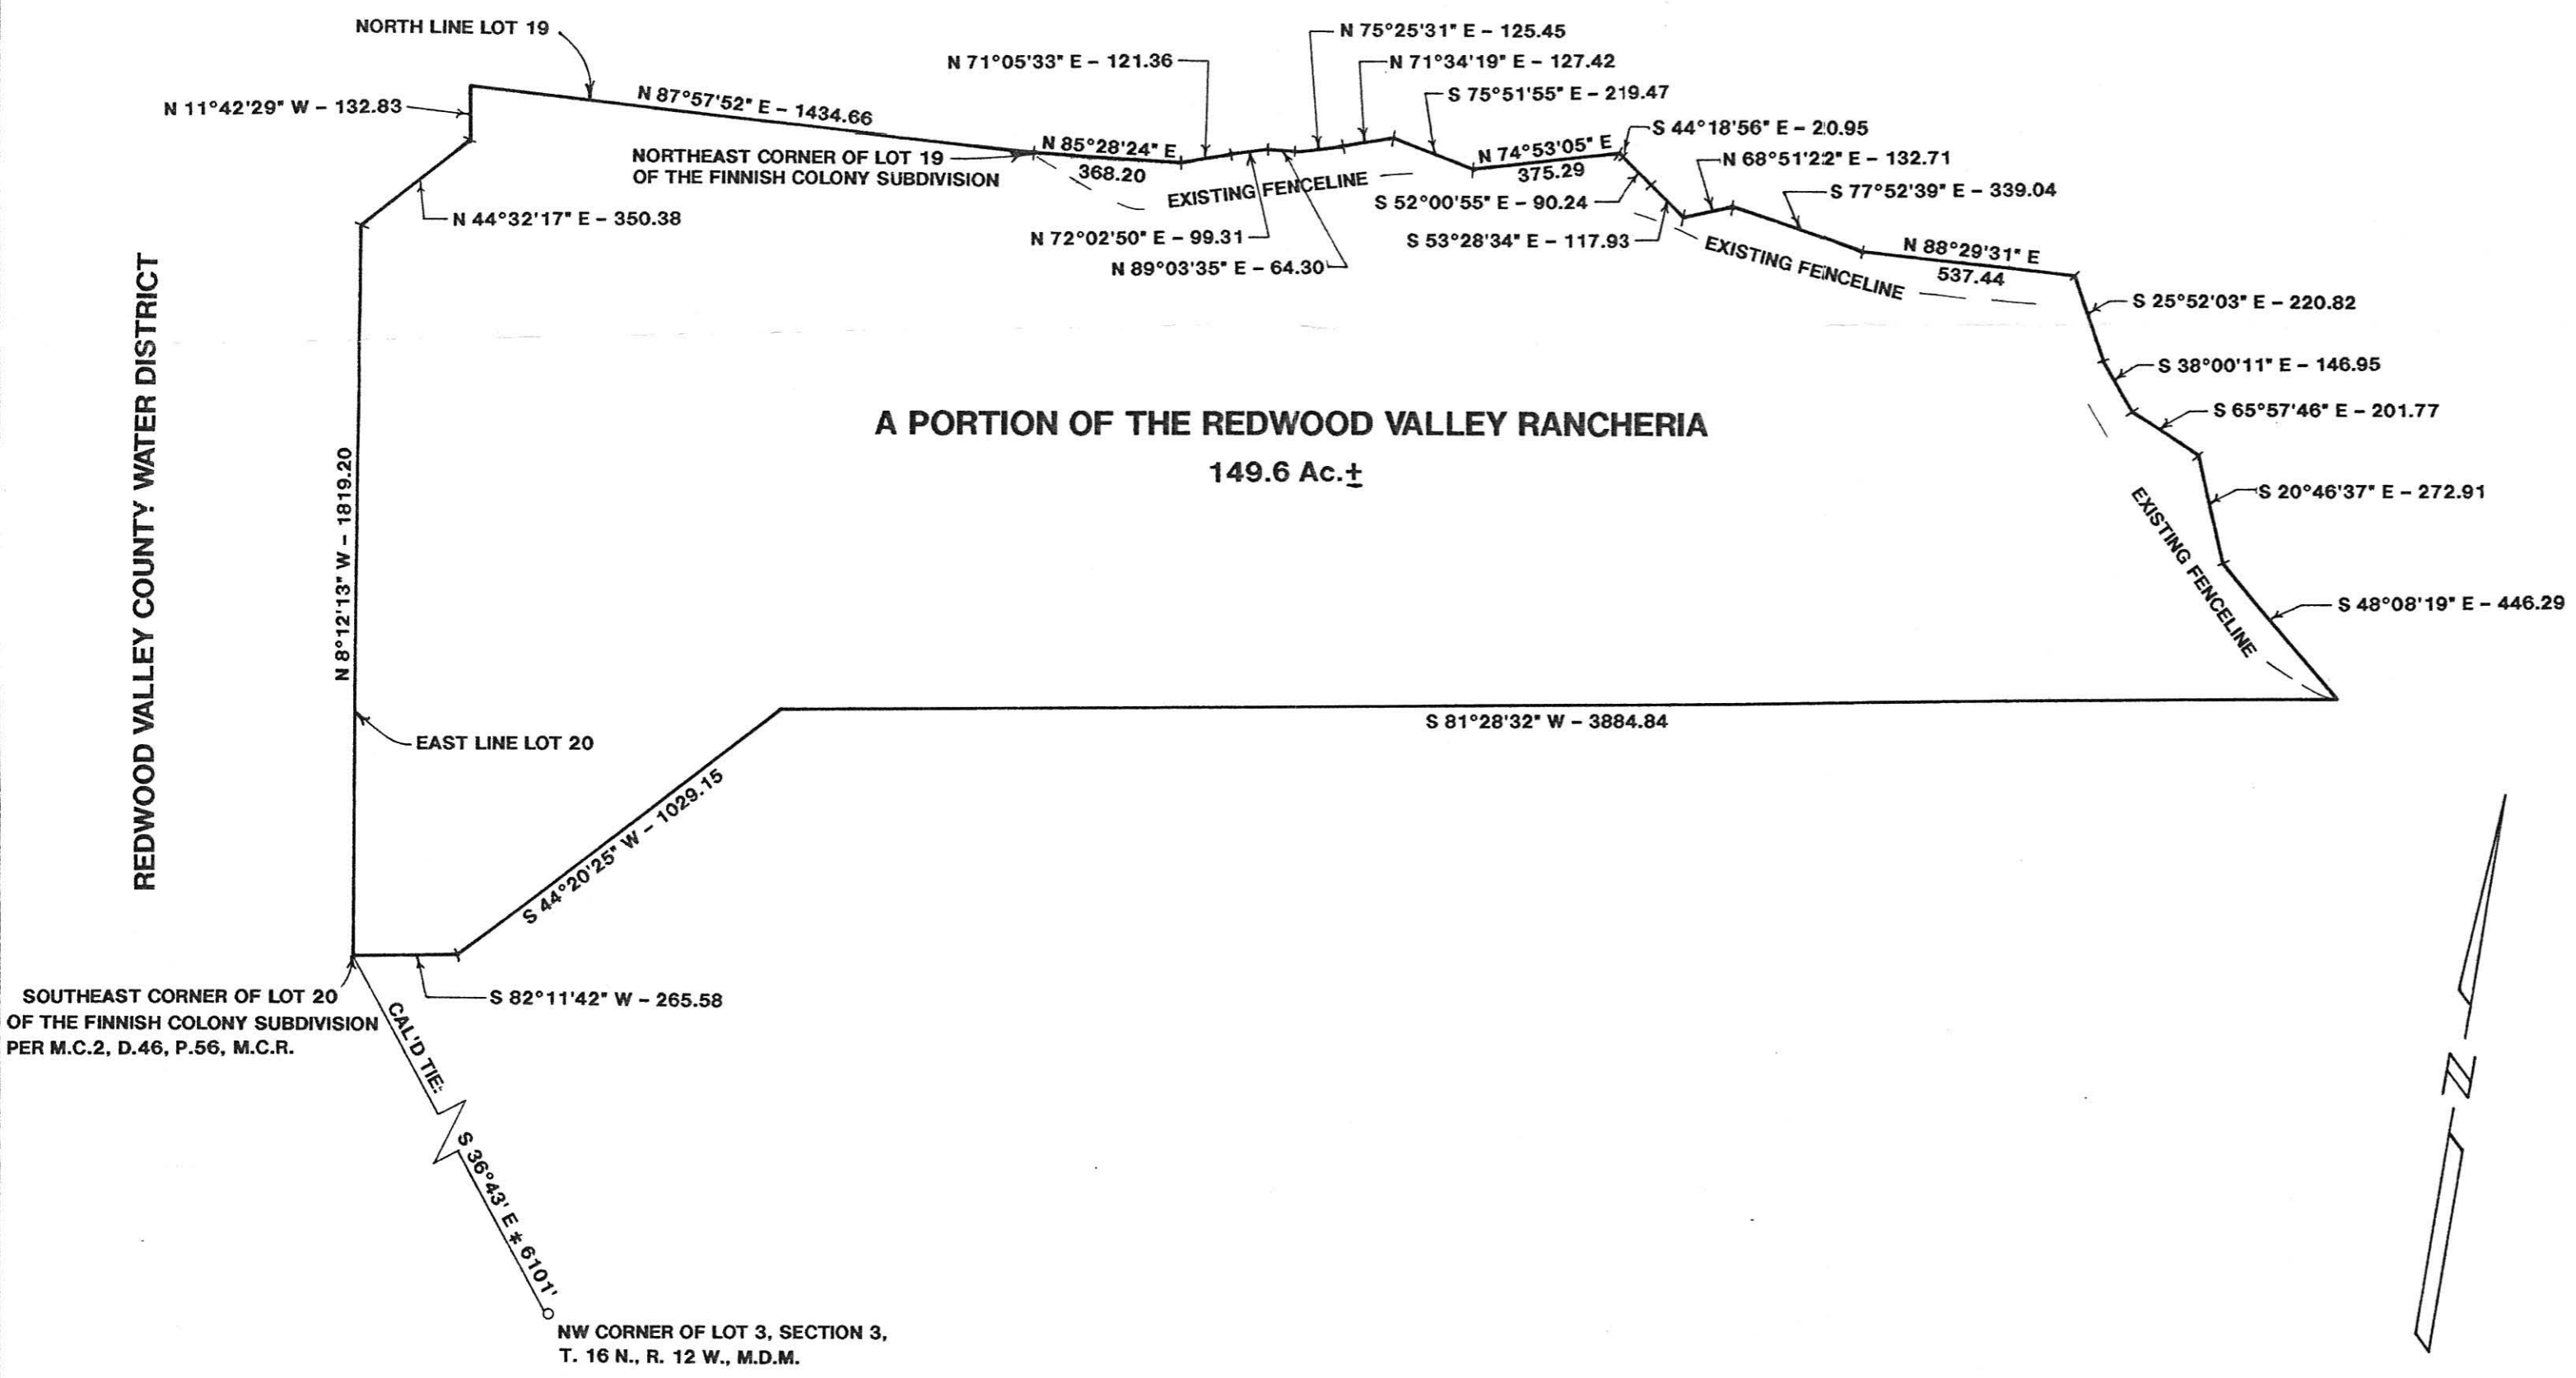 NORTH LINE LOT 19
N 11°42'29" W – 132.83
N 87°57'52" E – 1434.66
N 71°05'33" E – 121.36
N 75°25'31" E – 125.45
N 71°34'19" E – 127.42
S 75°51'55" E – 219.47
S 44°18'56" E – 20.95
N 68°51'22" E – 132.71
S 77°52'39" E – 339.04
NORTHEAST CORNER OF LOT 19
OF THE FINNISH COLONY SUBDIVISION
N 85°28'24" E
368.20
EXISTING FENCELINE
N 74°53'05" E
375.29
S 52°00'55" E – 90.24
N 44°32'17" E – 350.38
N 72°02'50" E – 99.31
S 53°28'34" E – 117.93
N 89°03'35" E – 64.30
EXISTING FENCELINE
N 88°29'31" E
537.44
S 25°52'03" E – 220.82
S 38°00'11" E – 146.95
S 65°57'46" E – 201.77
S 20°46'37" E – 272.91
S 48°08'19" E – 446.29
EXISTING FENCELINE
REDWOOD VALLEY COUNTY WATER DISTRICT
N 8°12'13" W – 1819.20
A PORTION OF THE REDWOOD VALLEY RANCHERIA
149.6 Ac.±
S 81°28'32" W – 3884.84
EAST LINE LOT 20
S 44°20'25" W – 1029.15
S 82°11'42" W – 265.58
SOUTHEAST CORNER OF LOT 20
OF THE FINNISH COLONY SUBDIVISION
PER M.C.2, D.46, P.56, M.C.R.
CAL'D TIE:
S 36°43' E ± 6101'
NW CORNER OF LOT 3, SECTION 3,
T. 16 N., R. 12 W., M.D.M.
N